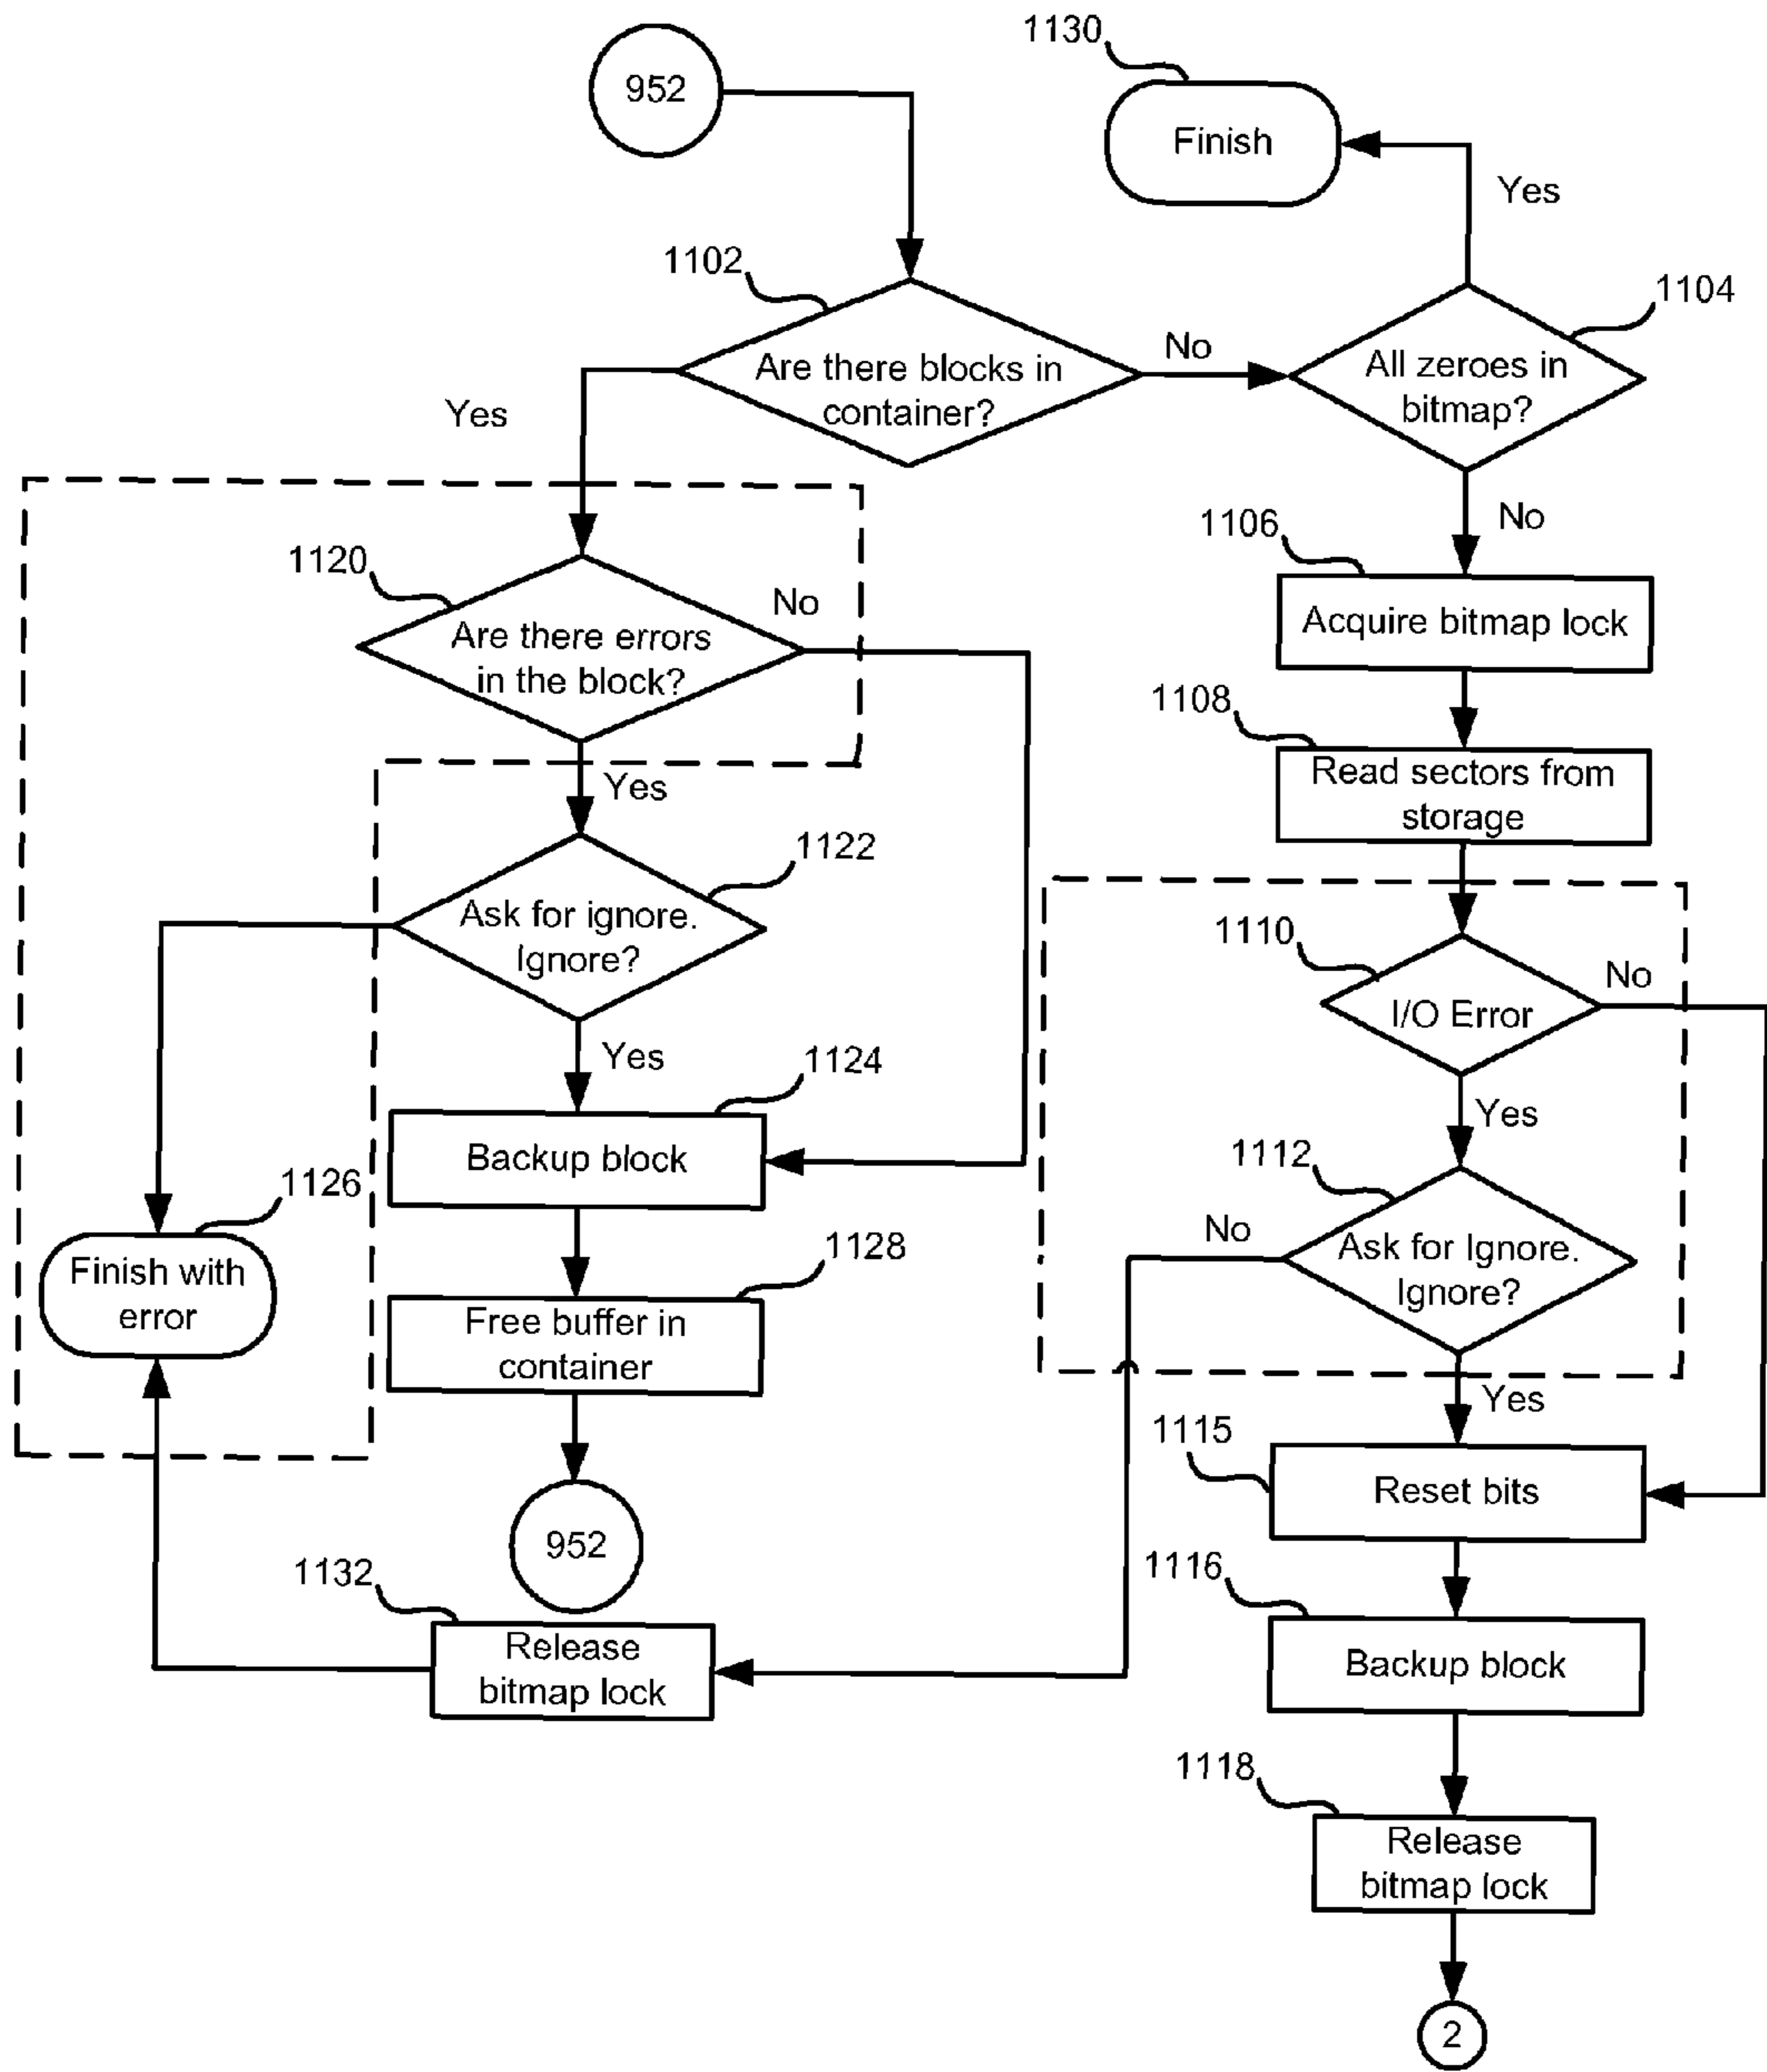 1130
952
Finish
Yes
1102
1104
No
Are there blocks in
container?
All zeroes in
bitmap?
Yes
No
1106
1120
No
Acquire bitmap lock
Are there errors
in the block?
1108
Yes
Read sectors from
storage
1122
Ask for ignore.
Ignore?
1110
No
I/O Error
Yes
1124
Yes
Backup block
1112
1126
No
1128
Ask for Ignore.
Ignore?
Finish with
error
Free buffer in
container
Yes
1115
Reset bits
952
1132
1116
Release
bitmap lock
Backup block
1118
Release
bitmap lock
2